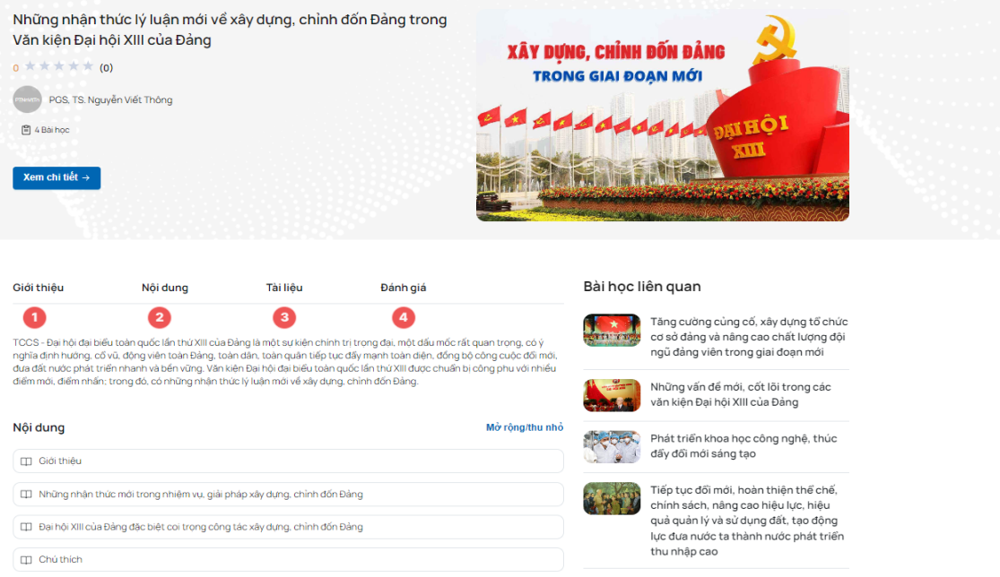 Những nhận thức lý luận mới về xây dựng, chỉnh đốn Đảng trong
Văn kiện Đại hội XIII của Đảng
0 (0)
PGS, TS. Nguyễn Viết Thông
4 Bài học
Xem chi tiết →
XÂY DỰNG, CHỈNH ĐỐN ĐẢNG
TRONG GIAI ĐOẠN MỚI
ĐẠI HỘI
XIII
Giới thiệu
Nội dung
Tài liệu
Đánh giá
1
2
3
4
TCCS - Đại hội đại biểu toàn quốc lần thứ XIII của Đảng là một sự kiện chính trị trọng đại, một dấu mốc rất quan trọng, có ý
nghĩa định hướng, cổ vũ, động viên toàn Đảng, toàn dân, toàn quân tiếp tục đẩy mạnh toàn diện, đồng bộ công cuộc đổi mới,
đưa đất nước phát triển nhanh và bền vững. Văn kiện Đại hội đại biểu toàn quốc lần thứ XIII được chuẩn bị công phu với nhiều
điểm mới, điểm nhấn; trong đó, có những nhận thức lý luận mới về xây dựng, chỉnh đốn Đảng.
Nội dung
Mở rộng/thu nhỏ
Giới thiệu
Những nhận thức mới trong nhiệm vụ, giải pháp xây dựng, chỉnh đốn Đảng
Đại hội XIII của Đảng đặc biệt coi trọng công tác xây dựng, chỉnh đốn Đảng
Chú thích
Bài học liên quan
Tăng cường củng cố, xây dựng tổ chức
cơ sở đảng và nâng cao chất lượng đội
ngũ đảng viên trong giai đoạn mới
Những vấn đề mới, cốt lõi trong các
văn kiện Đại hội XIII của Đảng
Phát triển khoa học công nghệ, thúc
đẩy đổi mới sáng tạo
Tiếp tục đổi mới, hoàn thiện thể chế,
chính sách, nâng cao hiệu lực, hiệu
quả quản lý và sử dụng đất, tạo động
lực đưa nước ta thành nước phát triển
thu nhập cao